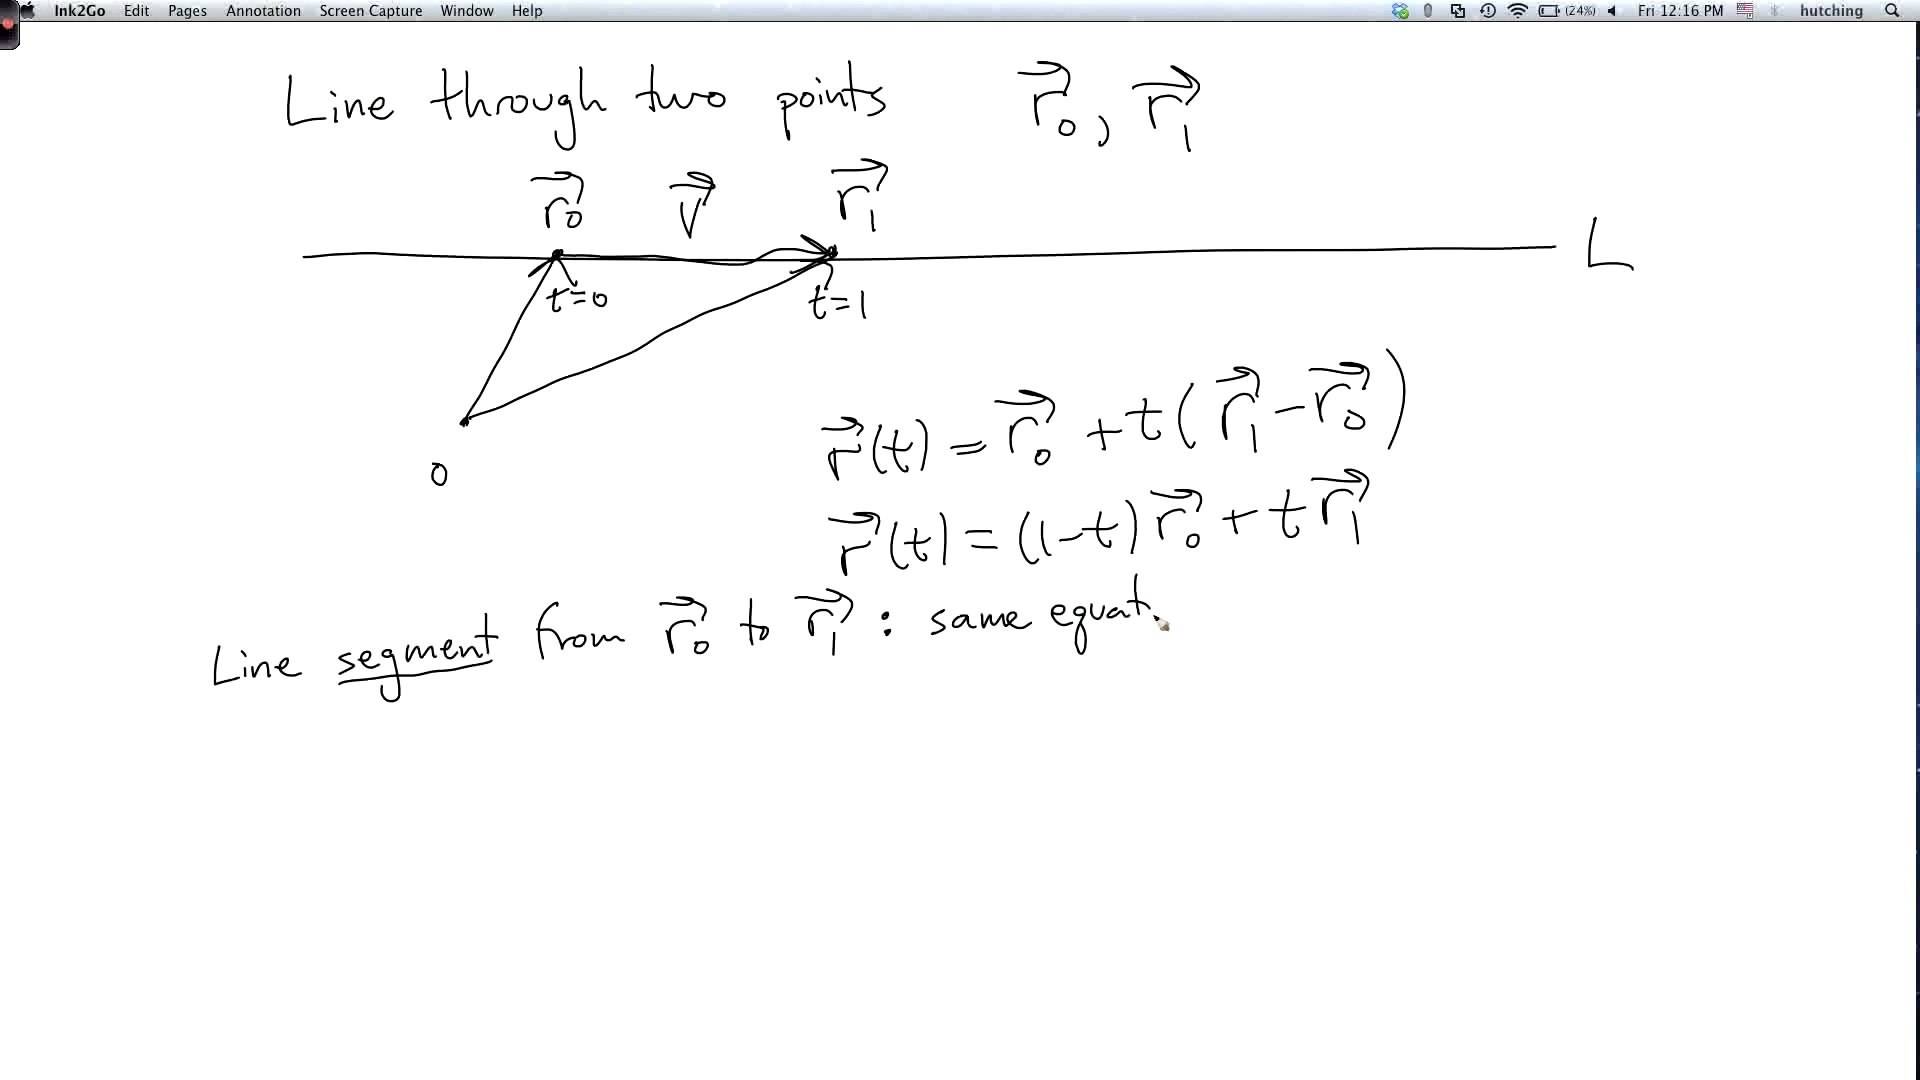 Ink2Go Edit Pages Annotation Screen Capture Window Help (24%) Fri 12:16 PM hutching
Line through two points r⃗₀, r⃗₁
r⃗₀ v⃗ r⃗₁
L
t=0 t=1
0
r⃗(t) = r⃗₀ + t(r⃗₁ - r⃗₀)
r⃗(t) = (1-t)r⃗₀ + t r⃗₁
Line segment from r⃗₀ to r⃗₁ : same equat